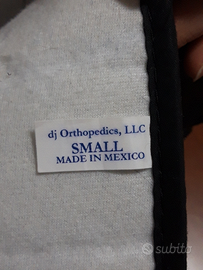 dj Orthopedics, LLC
SMALL
MADE IN MEXICO
subito